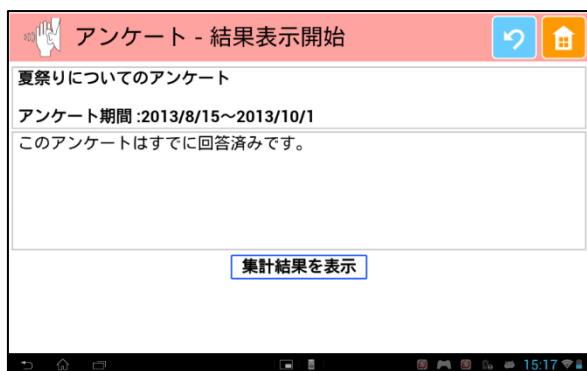 アンケート - 結果表示開始
夏祭りについてのアンケート
アンケート期間 :2013/8/15～2013/10/1
このアンケートはすでに回答済みです。
集計結果を表示
15:17